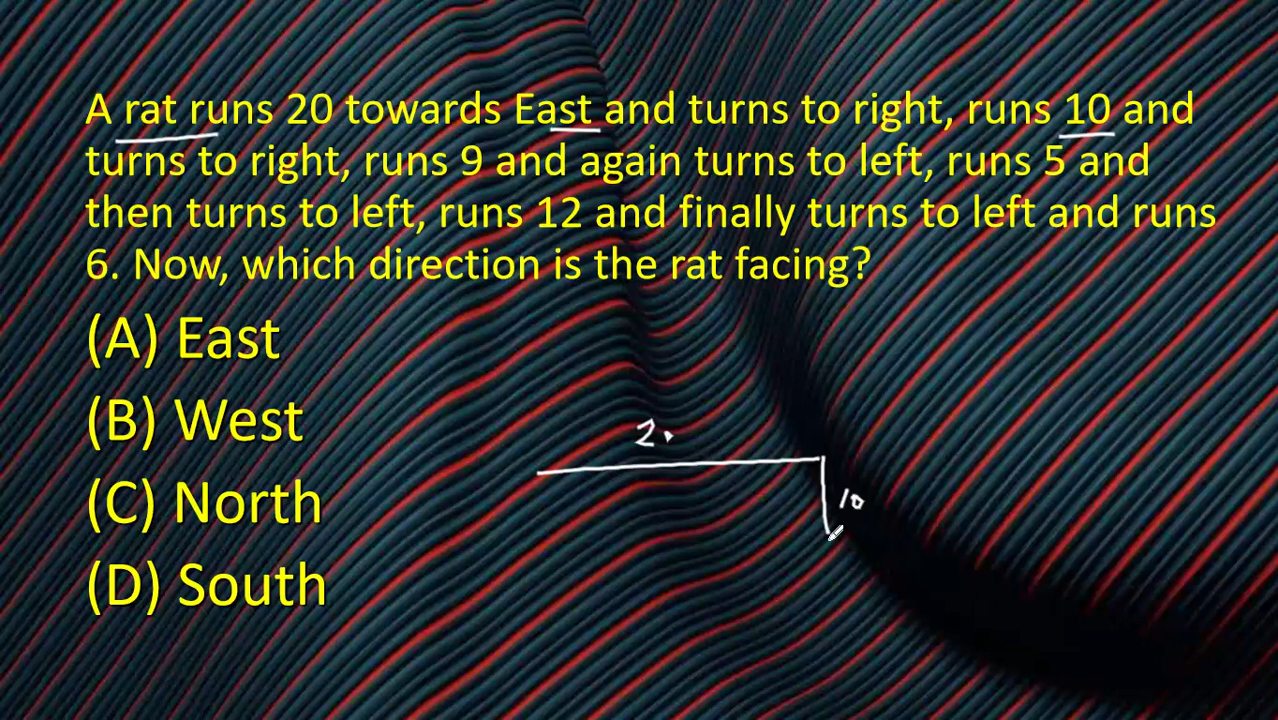 A rat runs 20 towards East and turns to right, runs 10 and
turns to right, runs 9 and again turns to left, runs 5 and
then turns to left, runs 12 and finally turns to left and runs
6. Now, which direction is the rat facing?
(A) East
(B) West
(C) North
(D) South
20
10